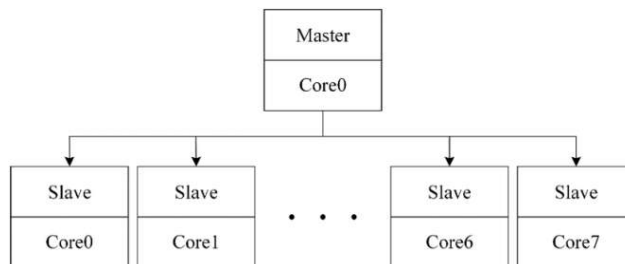 Master
Core0
Slave
Core0
Slave
Core1
. . .
Slave
Core6
Slave
Core7